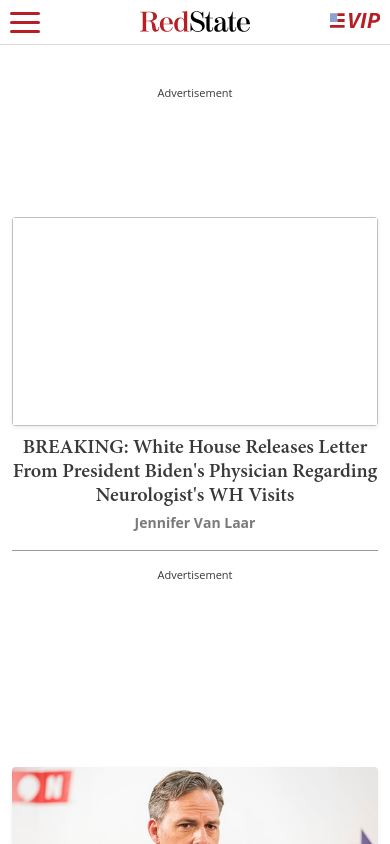 RedState
VIP
Advertisement
BREAKING: White House Releases Letter
From President Biden's Physician Regarding
Neurologist's WH Visits
Jennifer Van Laar
Advertisement
N